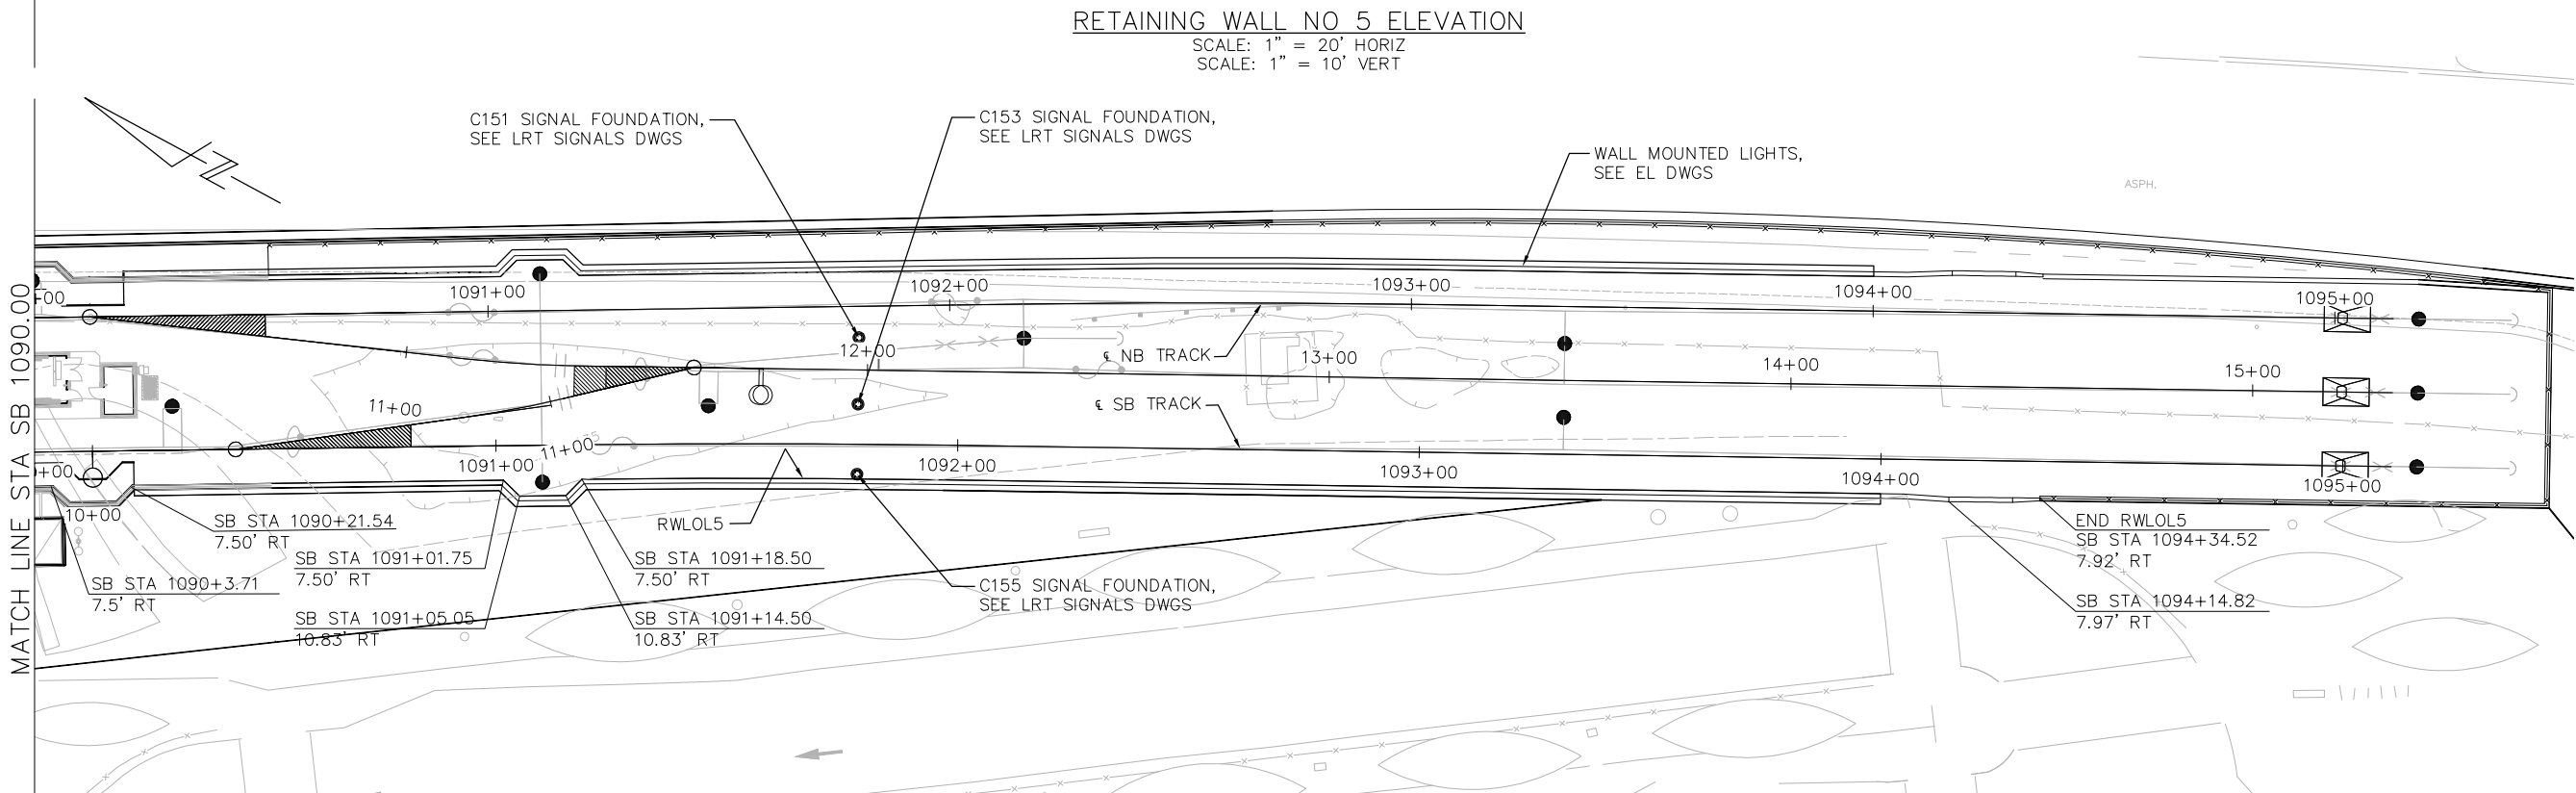 RETAINING WALL NO 5 ELEVATION
SCALE: 1" = 20' HORIZ
SCALE: 1" = 10' VERT
C151 SIGNAL FOUNDATION,
SEE LRT SIGNALS DWGS
C153 SIGNAL FOUNDATION,
SEE LRT SIGNALS DWGS
WALL MOUNTED LIGHTS,
SEE EL DWGS
ASPH.
MATCH LINE STA SB 1090.00
+00
1091+00
1092+00
1093+00
1094+00
1095+00
12+00
℄ NB TRACK
13+00
14+00
15+00
11+00
℄ SB TRACK
11+00
+00
1091+00
1092+00
1093+00
1094+00
1095+00
10+00
SB STA 1090+21.54
7.50' RT
RWLOL5
END RWLOL5
SB STA 1094+34.52
7.92' RT
SB STA 1091+01.75
7.50' RT
SB STA 1091+18.50
7.50' RT
SB STA 1090+3.71
7.5' RT
C155 SIGNAL FOUNDATION,
SEE LRT SIGNALS DWGS
SB STA 1094+14.82
7.97' RT
SB STA 1091+05.05
10.83' RT
SB STA 1091+14.50
10.83' RT